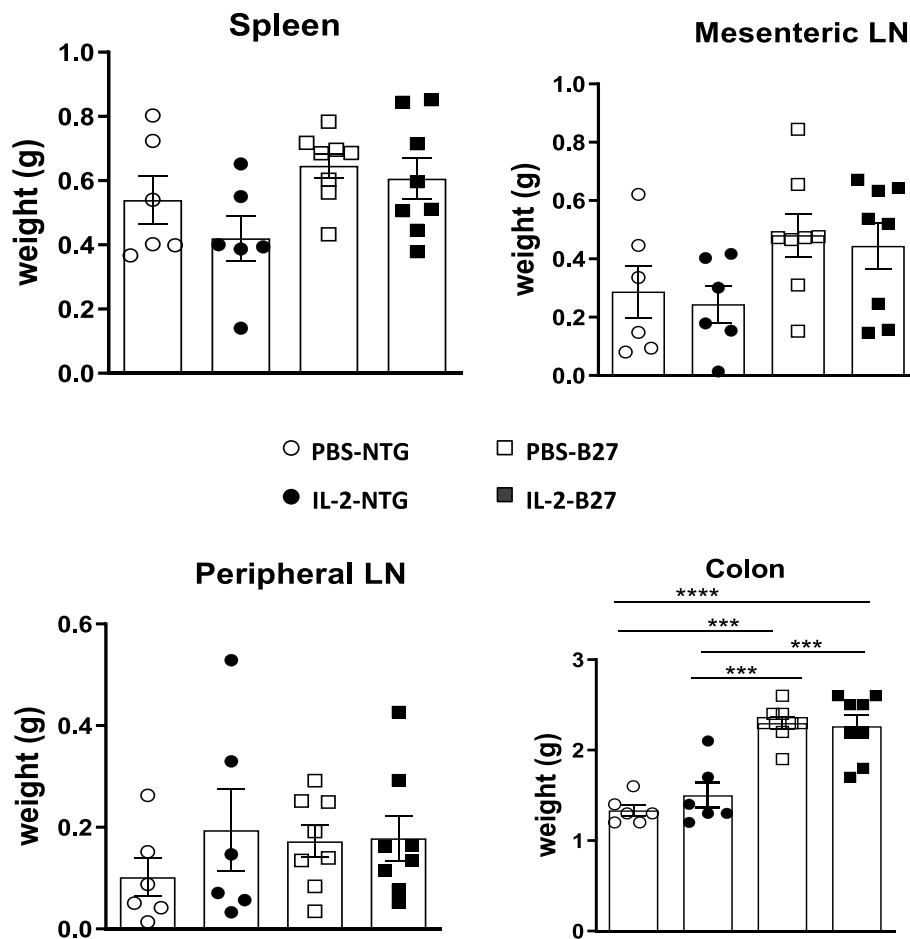 Spleen
weight (g)
1.0
0.8
0.6
0.4
0.2
0.0
Mesenteric LN
weight (g)
1.0
0.8
0.6
0.4
0.2
0.0
PBS-NTG
PBS-B27
IL-2-NTG
IL-2-B27
Peripheral LN
weight (g)
0.6
0.4
0.2
0.0
Colon
****
***
***
***
weight (g)
3
2
1
0